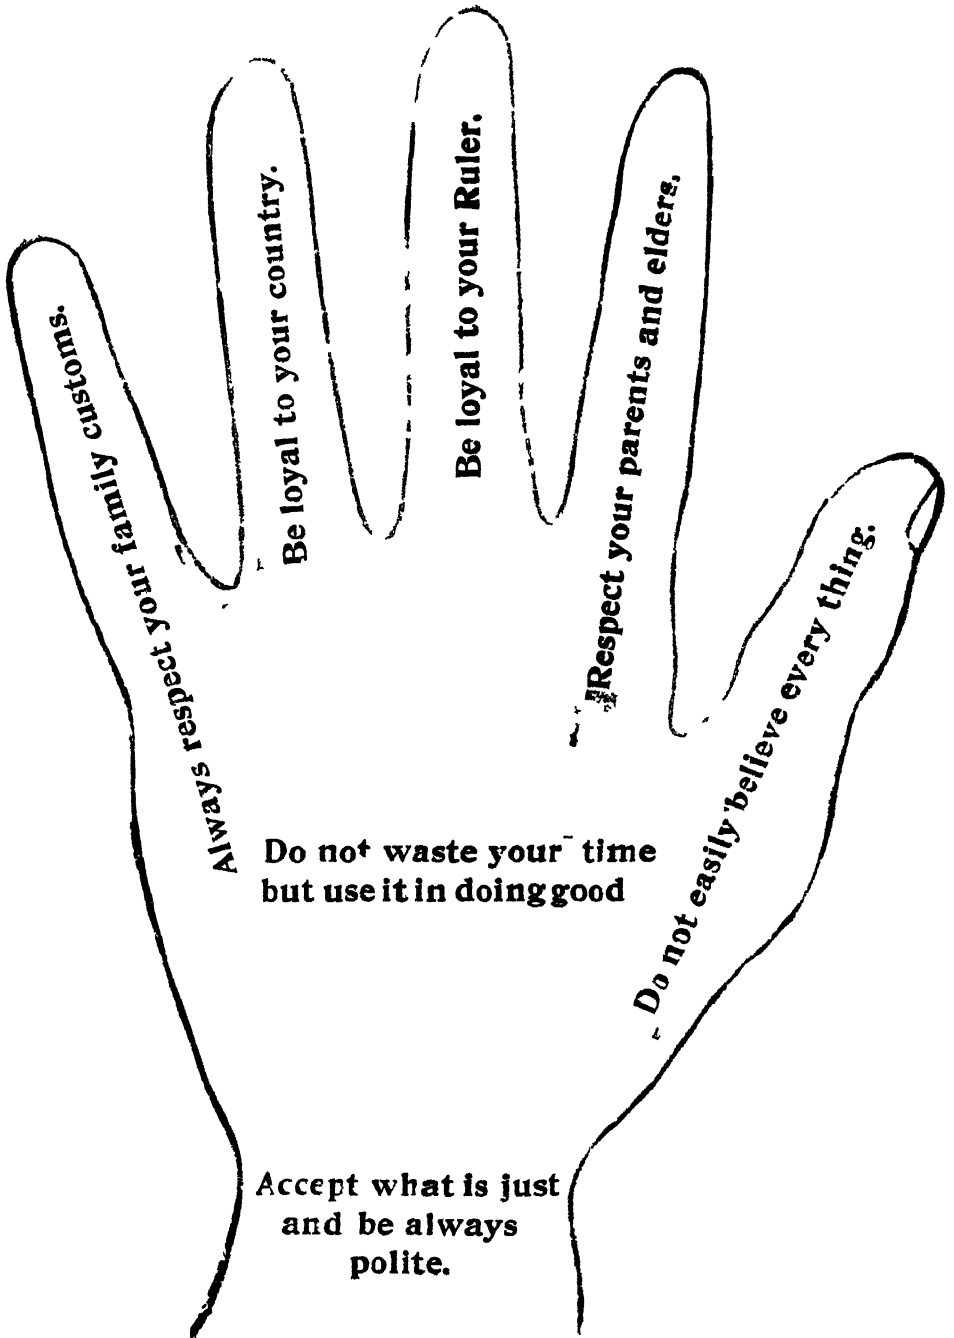 Always respect your family customs.
Be loyal to your country.
Be loyal to your Ruler.
Respect your parents and elders,
Do not easily believe every thing.
Do not waste your time
but use it in doing good
Accept what is just
and be always
polite.